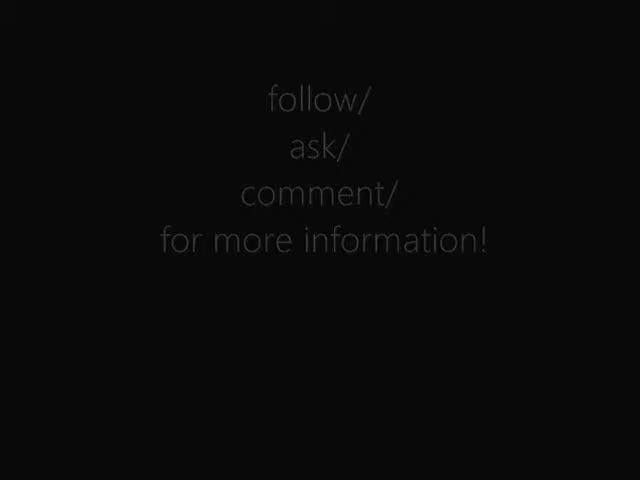 follow/
ask/
comment/
for more information!